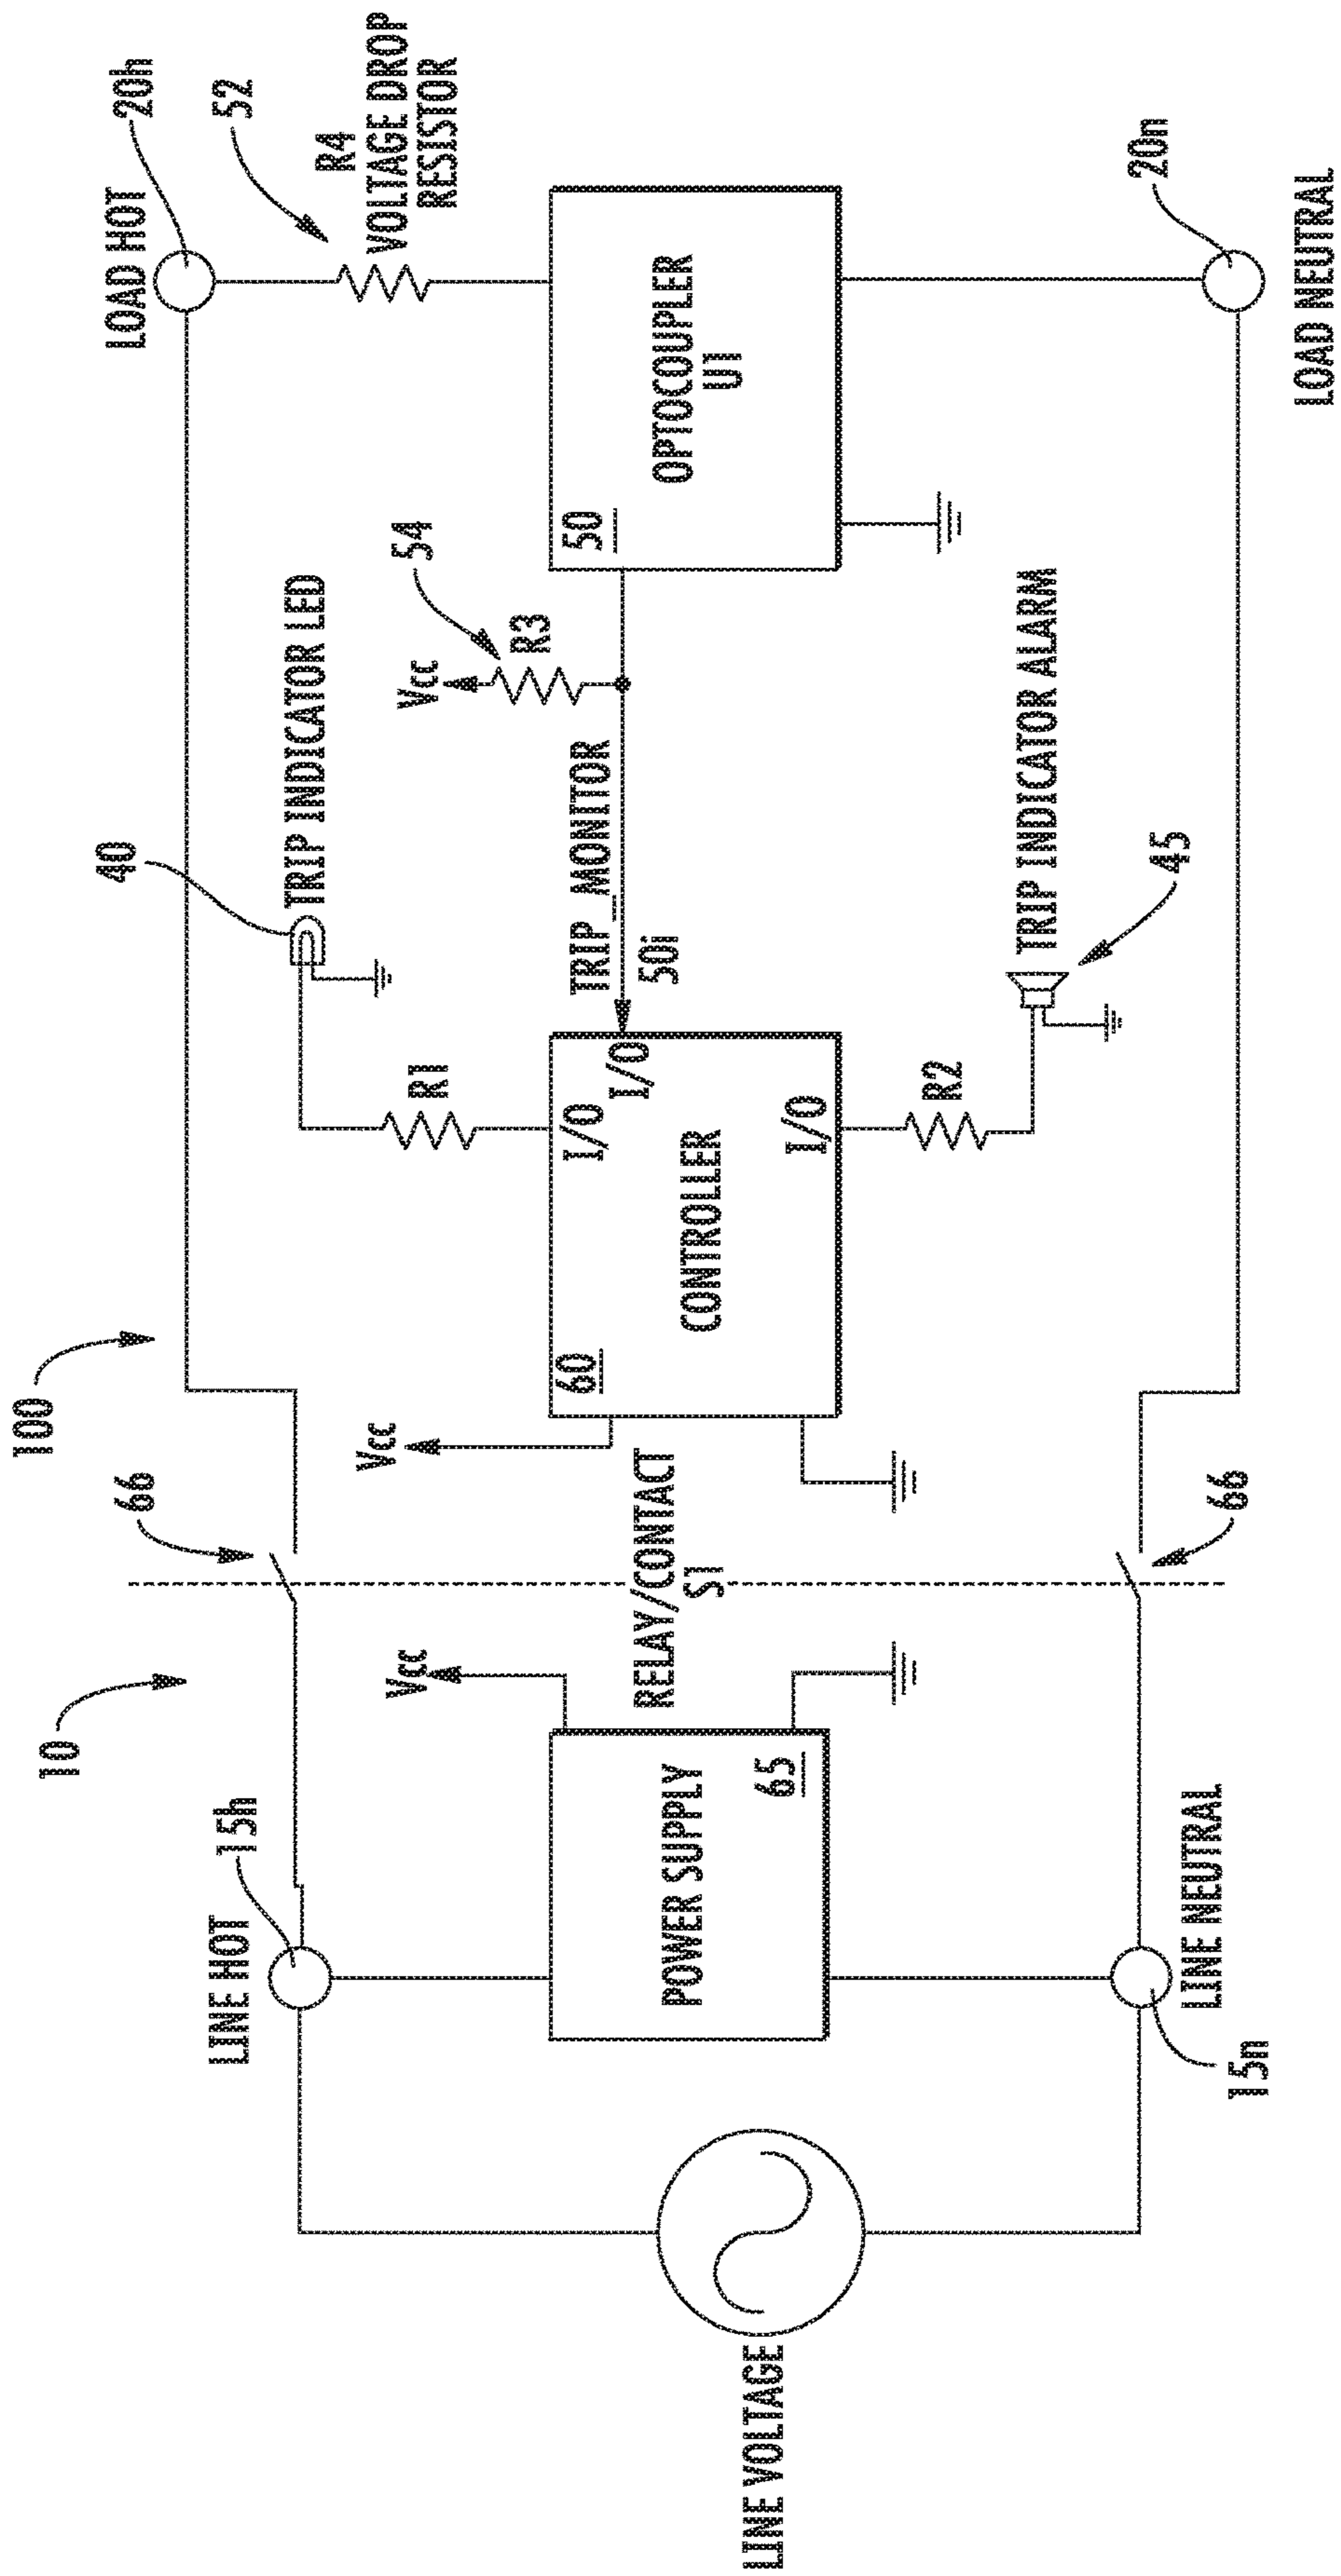 100
10
20h
LOAD HOT
52
R4
VOLTAGE DROP
RESISTOR
40
TRIP INDICATOR LED
66
15h
LINE HOT
54
Vcc
R3
R1
Vcc
Vcc
LINE VOLTAGE
POWER SUPPLY
65
RELAY/CONTACT
S1
60
CONTROLLER
I/O
I/O
I/O
TRIP_MONITOR
50i
50
OPTOCOUPLER
U1
R2
TRIP INDICATOR ALARM
45
20n
LOAD NEUTRAL
66
LINE NEUTRAL
15n